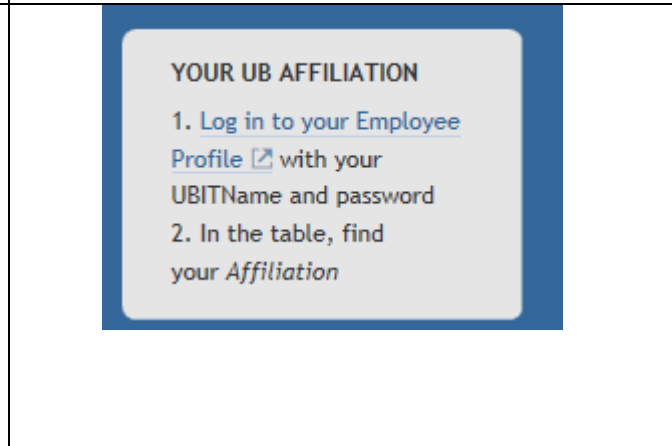 YOUR UB AFFILIATION
1. Log in to your Employee
Profile with your
UBITName and password
2. In the table, find
your Affiliation